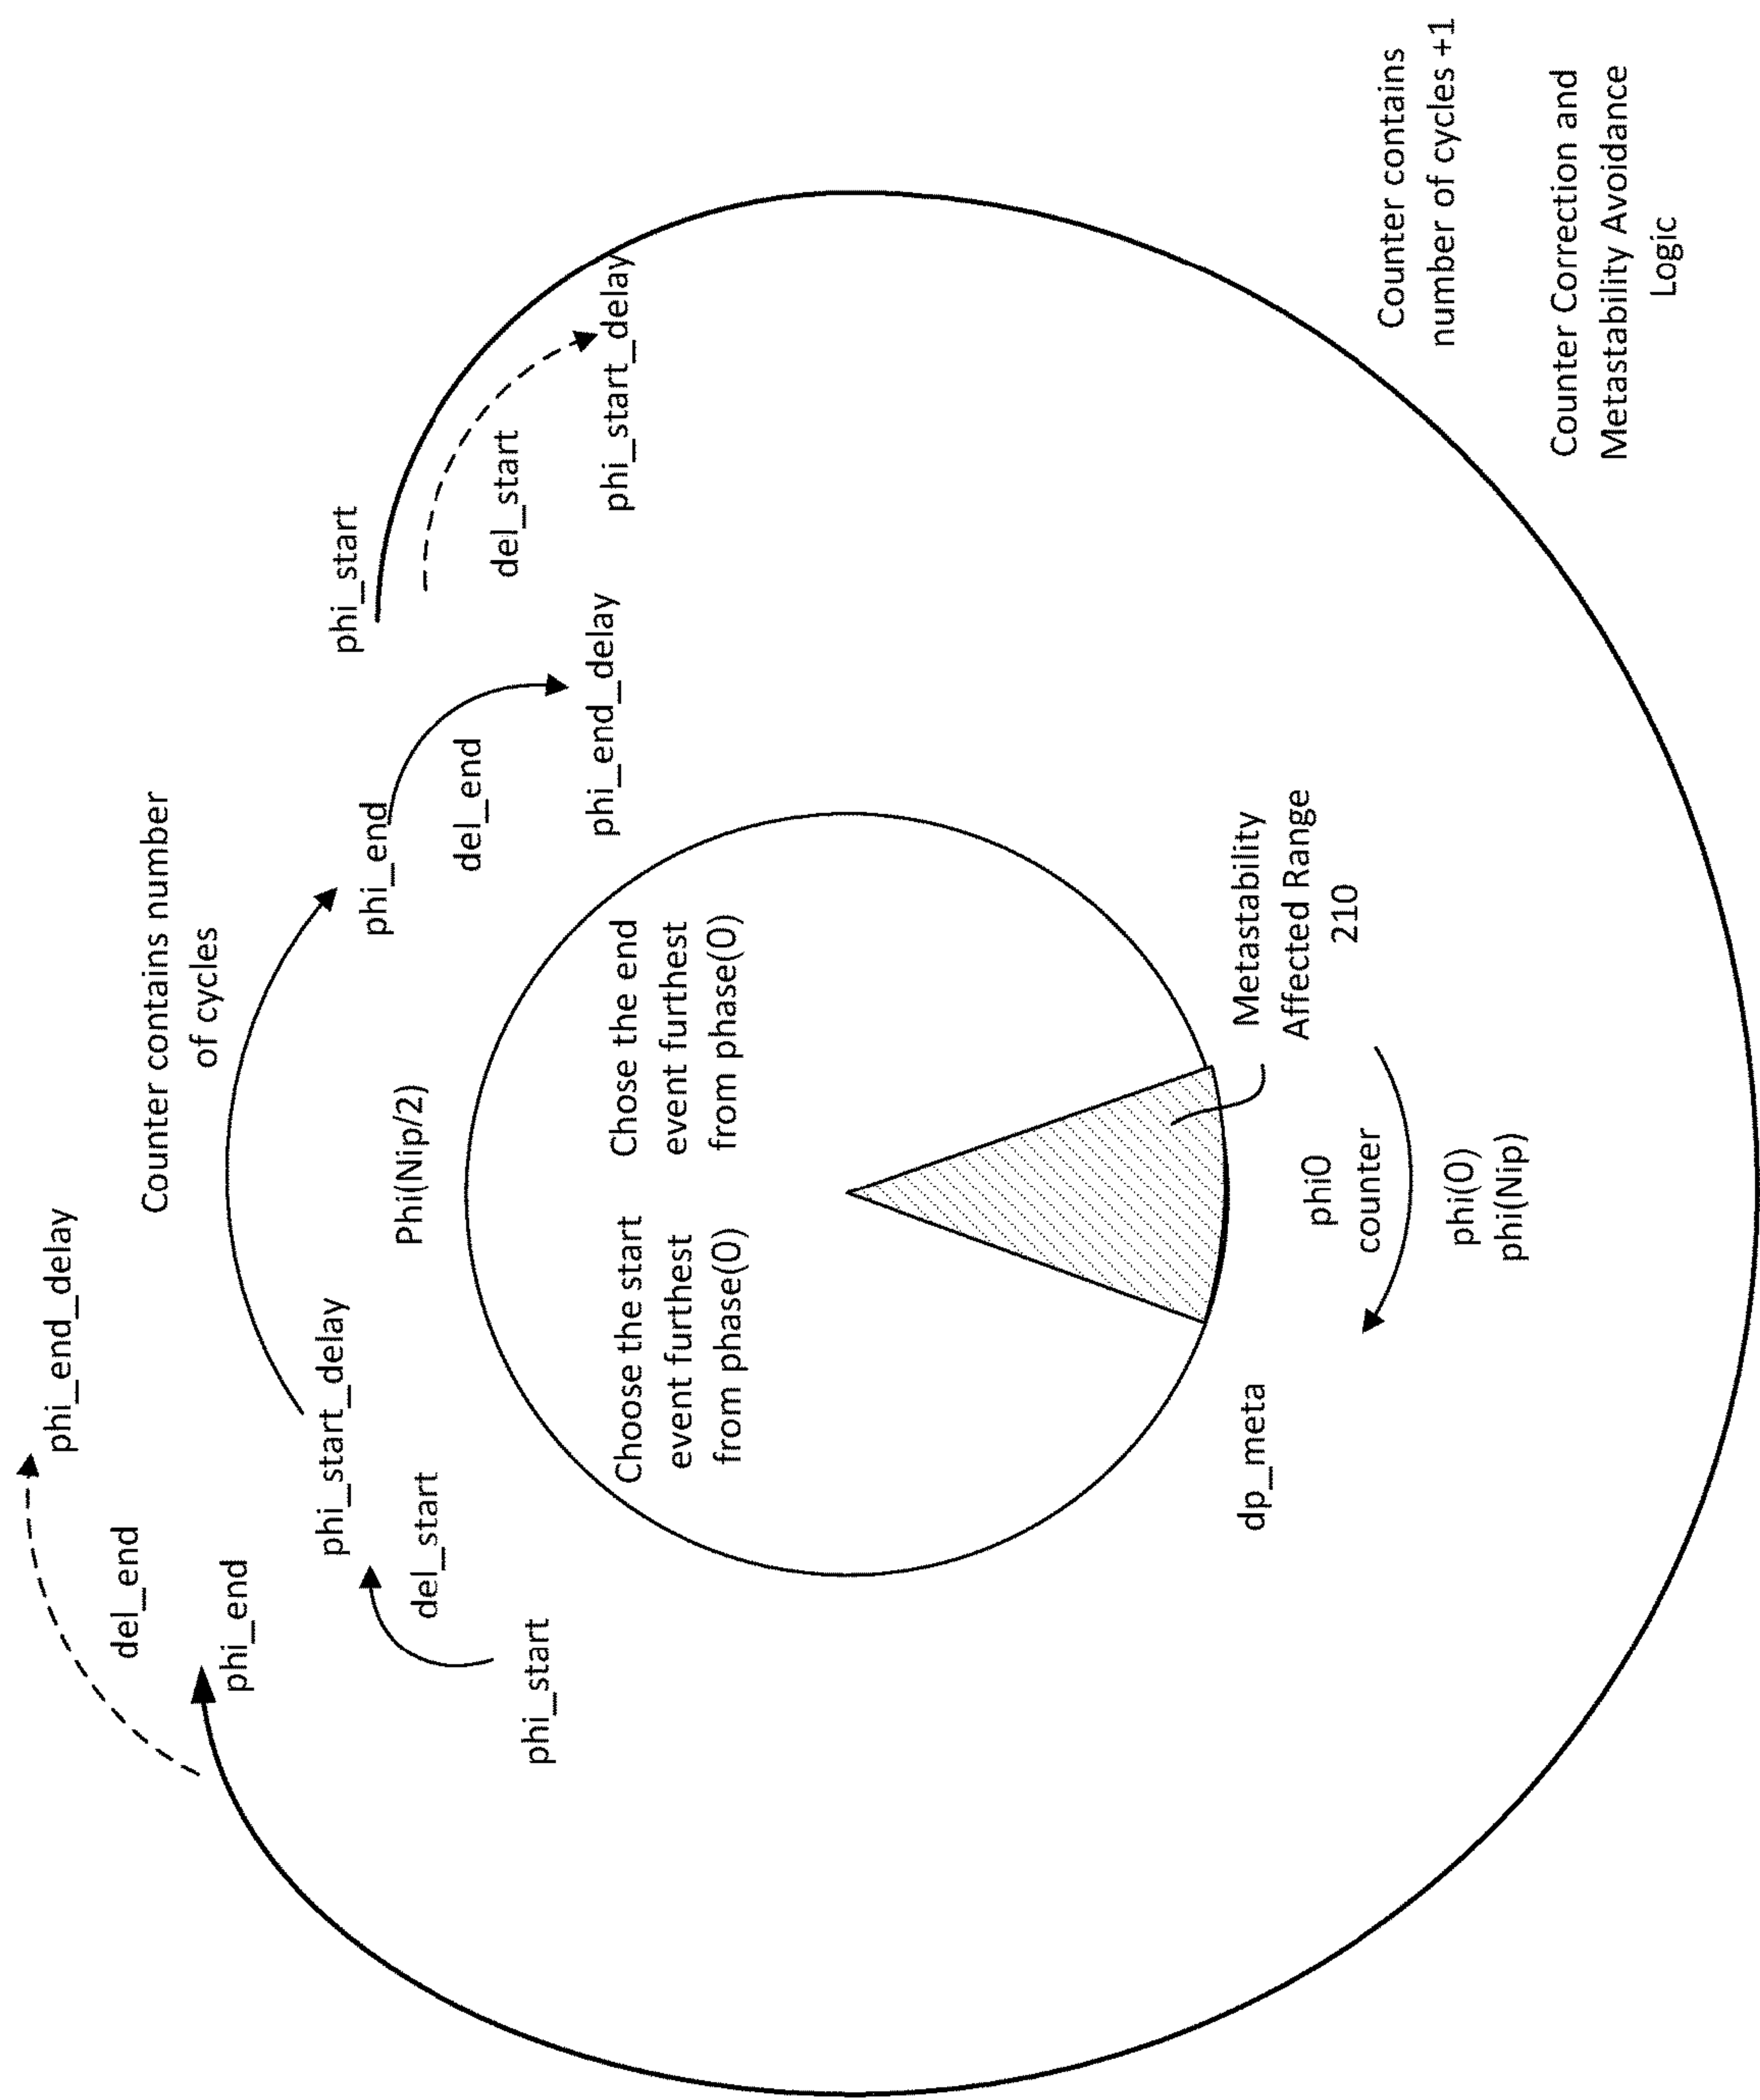 phi_end_delay
del_end
phi_end
Counter contains number
of cycles
phi_start_delay
del_start
phi_start
Phi(Nip/2)
phi_end
del_end
phi_end_delay
phi_start
del_start
phi_start_delay
Choose the start
event furthest
from phase(0)
Chose the end
event furthest
from phase(0)
dp_meta
Metastability
Affected Range
210
phi0
counter
phi(0)
phi(Nip)
Counter contains
number of cycles +1
Counter Correction and
Metastability Avoidance
Logic